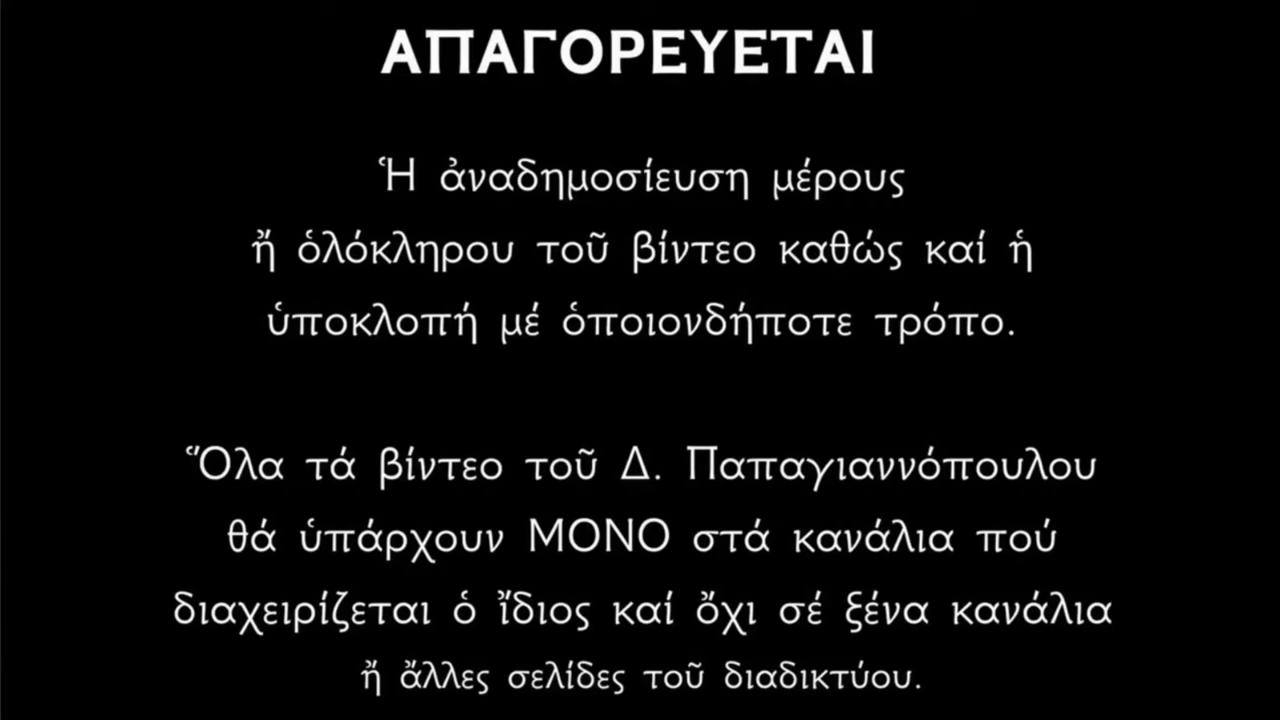 ΑΠΑΓΟΡΕΥΕΤΑΙ
Ἡ ἀναδημοσίευση μέρους
ἤ ὁλόκληρου τοῦ βίντεο καθώς καί ἡ
ὑποκλοπή μέ ὁποιονδήποτε τρόπο.
Ὅλα τά βίντεο τοῦ Δ. Παπαγιαννόπουλου
θά ὑπάρχουν ΜΟΝΟ στά κανάλια πού
διαχειρίζεται ὁ ἴδιος καί ὄχι σέ ξένα κανάλια
ἤ ἄλλες σελίδες τοῦ διαδικτύου.